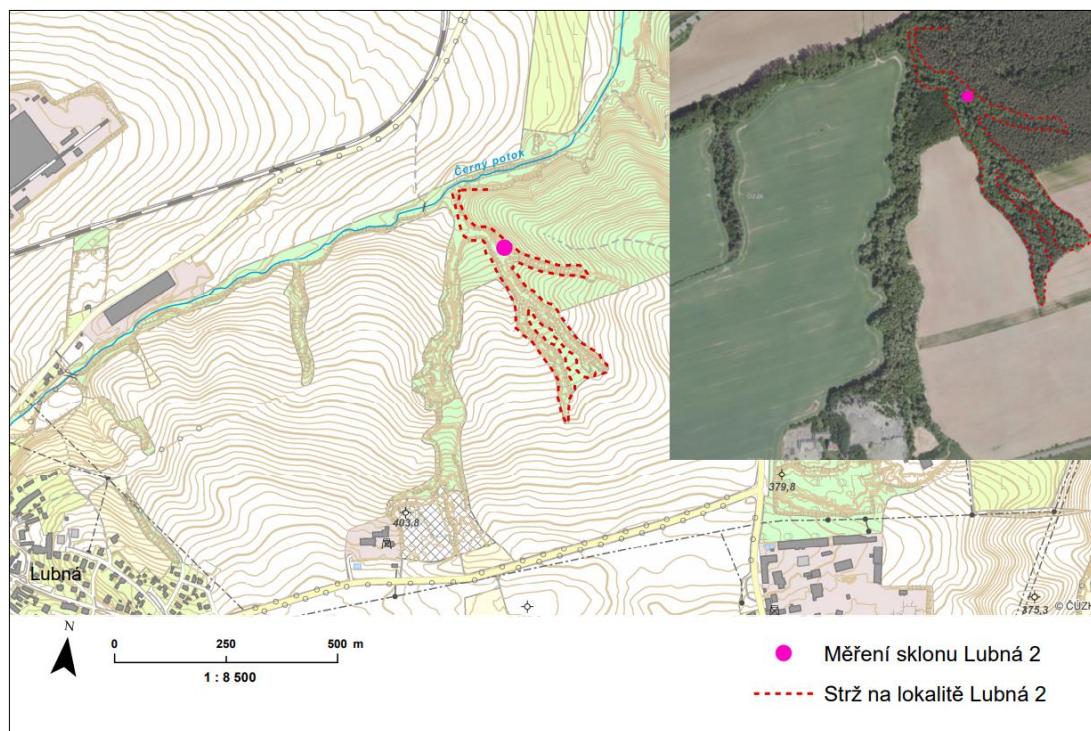 Černý potok
379,8
403,8
Lubná
375,3
© ČÚZK
N
0 250 500 m
1 : 8 500
Měření sklonu Lubná 2
Strž na lokalitě Lubná 2